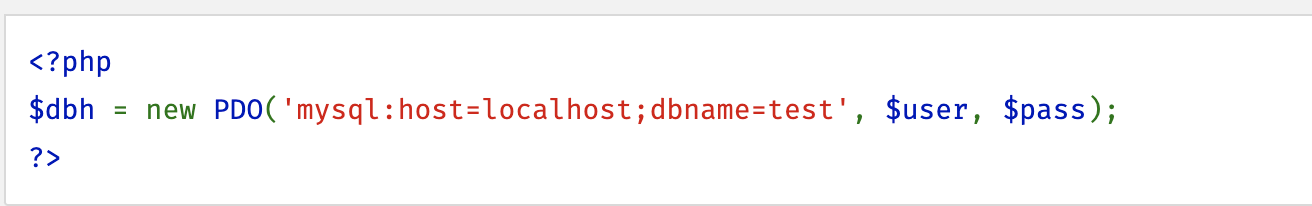 <?php
$dbh = new PDO('mysql:host=localhost;dbname=test', $user, $pass);
?>